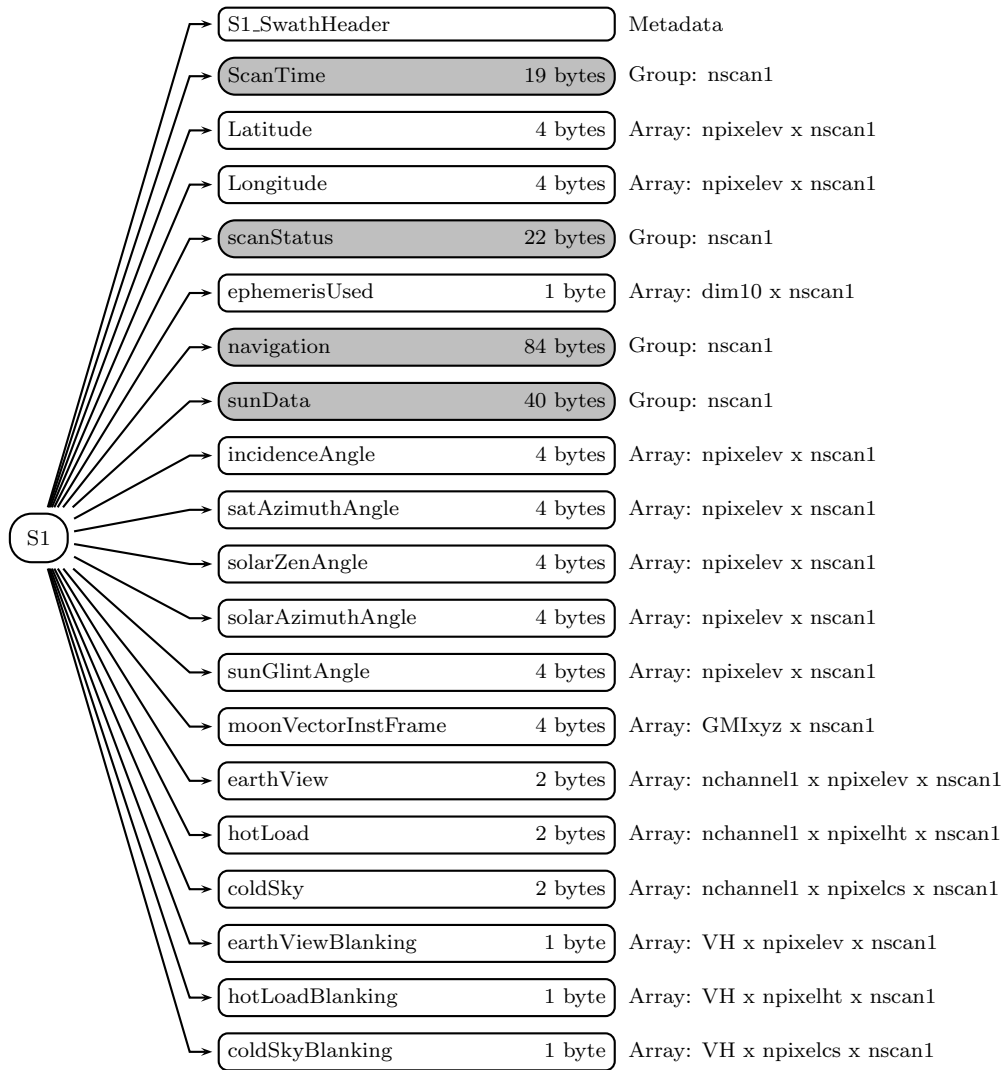 S1_SwathHeader Metadata
ScanTime 19 bytes Group: nscan1
Latitude 4 bytes Array: npixelev x nscan1
Longitude 4 bytes Array: npixelev x nscan1
scanStatus 22 bytes Group: nscan1
ephemerisUsed 1 byte Array: dim10 x nscan1
navigation 84 bytes Group: nscan1
sunData 40 bytes Group: nscan1
incidenceAngle 4 bytes Array: npixelev x nscan1
satAzimuthAngle 4 bytes Array: npixelev x nscan1
S1
solarZenAngle 4 bytes Array: npixelev x nscan1
solarAzimuthAngle 4 bytes Array: npixelev x nscan1
sunGlintAngle 4 bytes Array: npixelev x nscan1
moonVectorInstFrame 4 bytes Array: GMIxyz x nscan1
earthView 2 bytes Array: nchannel1 x npixelev x nscan1
hotLoad 2 bytes Array: nchannel1 x npixelht x nscan1
coldSky 2 bytes Array: nchannel1 x npixelcs x nscan1
earthViewBlanking 1 byte Array: VH x npixelev x nscan1
hotLoadBlanking 1 byte Array: VH x npixelht x nscan1
coldSkyBlanking 1 byte Array: VH x npixelcs x nscan1